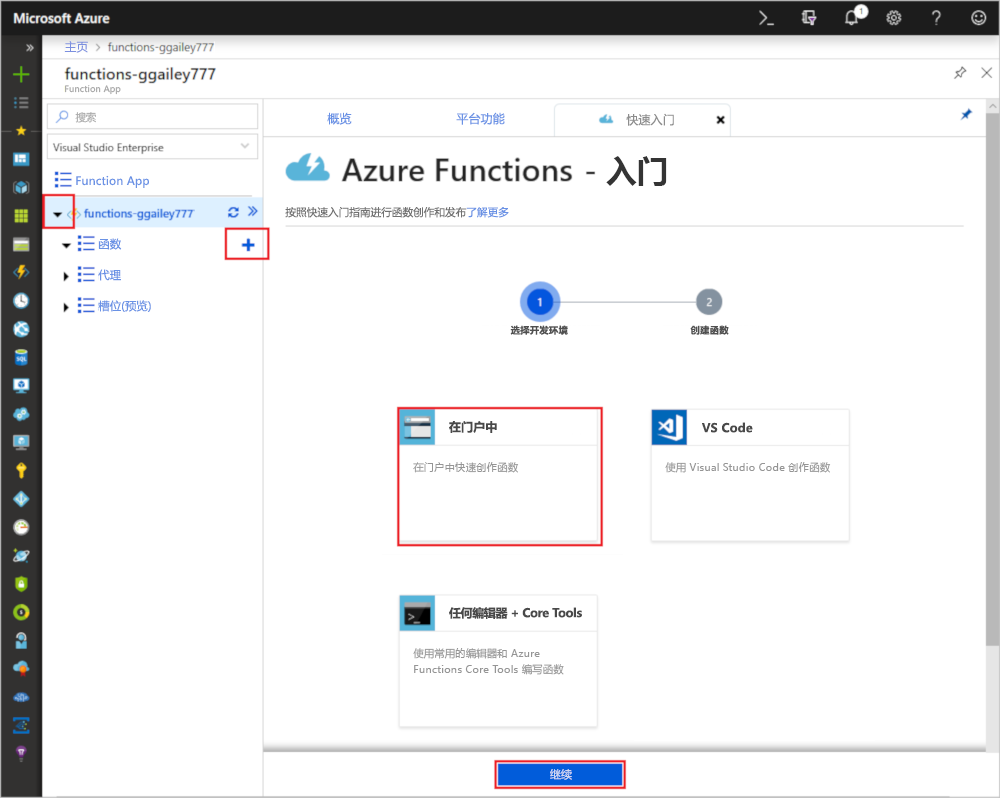 Microsoft Azure
1
主页 > functions-ggailey777
functions-ggailey777
Function App
搜索
Visual Studio Enterprise
Function App
functions-ggailey777
函数
代理
槽位(预览)
概览
平台功能
快速入门
Azure Functions - 入门
按照快速入门指南进行函数创作和发布了解更多
1
2
选择开发环境
创建函数
在门户中
在门户中快速创作函数
VS Code
使用 Visual Studio Code 创作函数
任何编辑器 + Core Tools
使用常用的编辑器和 Azure
Functions Core Tools 编写函数
继续